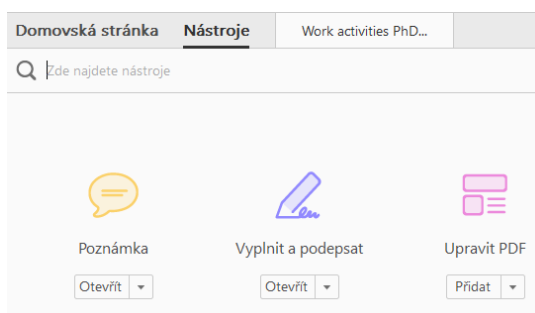 Domovská stránka Nástroje Work activities PhD...
Zde najdete nástroje
Poznámka Vyplnit a podepsat Upravit PDF
Otevřít Otevřít Přidat